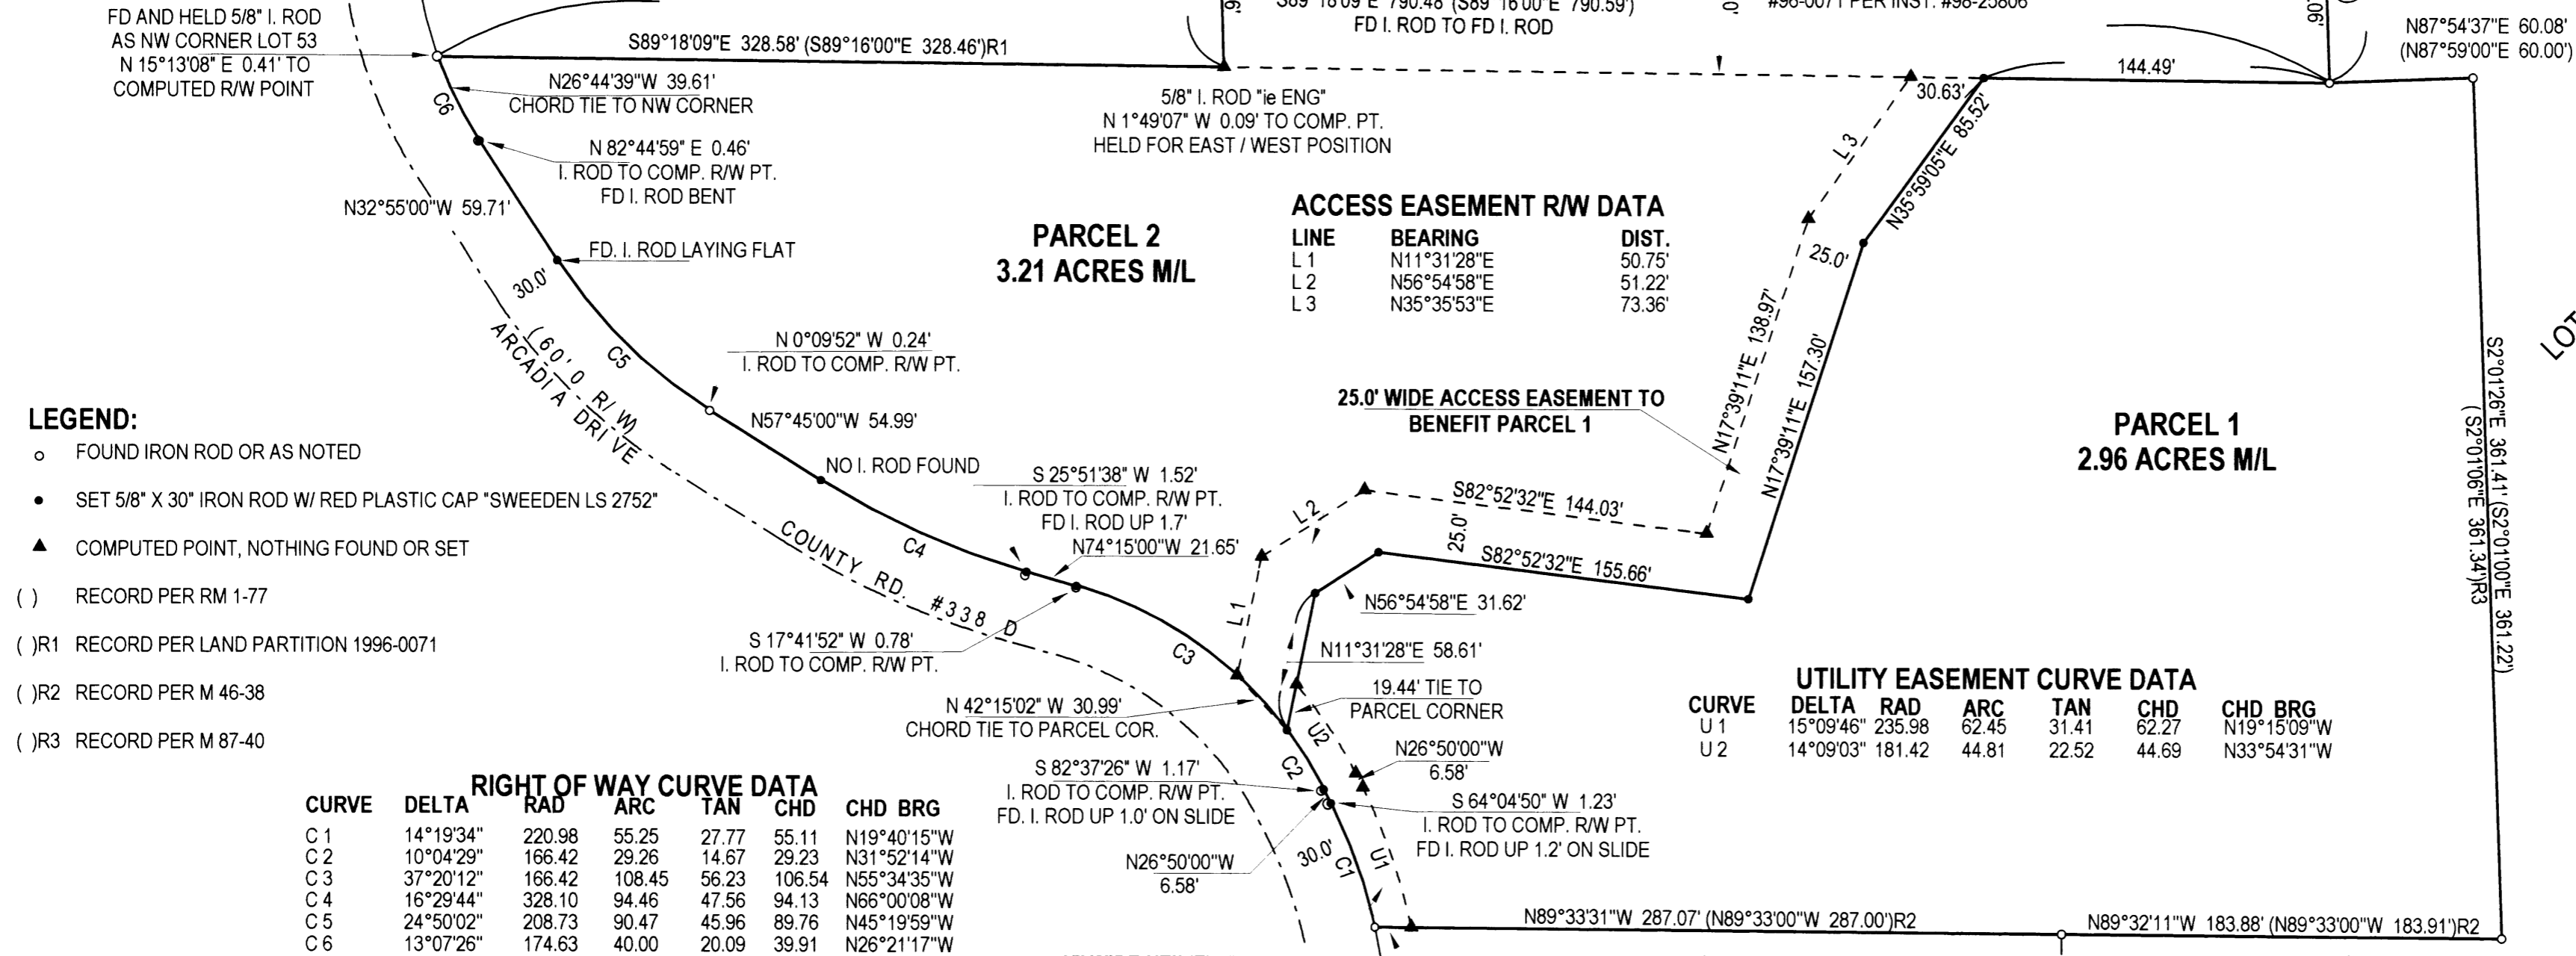 FD AND HELD 5/8" I. ROD
AS NW CORNER LOT 53
N 15°13'08" E 0.41' TO
COMPUTED R/W POINT
S89°18'09"E 328.58' (S89°16'00"E 328.46')R1
S89°18'09"E 790.48 (S89°16'00"E 790.59')
FD I. ROD TO FD I. ROD
#96-0071 PER INST. #98-25806
.06'
N87°54'37"E 60.08'
(N87°59'00"E 60.00')
N26°44'39"W 39.61'
CHORD TIE TO NW CORNER
C6
N 82°44'59" E 0.46'
I. ROD TO COMP. R/W PT.
FD I. ROD BENT
N32°55'00"W 59.71'
FD. I. ROD LAYING FLAT
30.0'
5/8" I. ROD "ie ENG"
N 1°49'07" W 0.09' TO COMP. PT.
HELD FOR EAST / WEST POSITION
30.63'
144.49'
N35°59'05"E 85.52'
L 3
PARCEL 2
3.21 ACRES M/L
ACCESS EASEMENT R/W DATA
LINE BEARING DIST.
L 1 N11°31'28"E 50.75'
L 2 N56°54'58"E 51.22'
L 3 N35°35'53"E 73.36'
25.0'
N17°39'11"E 138.97'
N17°39'11"E 157.30'
(60'0 R/W)
ARCADIA DRIVE
C5
N 0°09'52" W 0.24'
I. ROD TO COMP. R/W PT.
N57°45'00"W 54.99'
25.0' WIDE ACCESS EASEMENT TO
BENEFIT PARCEL 1
PARCEL 1
2.96 ACRES M/L
S2°01'26"E 361.41' (S2°01'00"E 361.22')
(S2°01'06"E 361.34')R3
LOT
LEGEND:
FOUND IRON ROD OR AS NOTED
SET 5/8" X 30" IRON ROD W/ RED PLASTIC CAP "SWEEDEN LS 2752"
COMPUTED POINT, NOTHING FOUND OR SET
( ) RECORD PER RM 1-77
( )R1 RECORD PER LAND PARTITION 1996-0071
( )R2 RECORD PER M 46-38
( )R3 RECORD PER M 87-40
NO I. ROD FOUND
S 25°51'38" W 1.52'
I. ROD TO COMP. R/W PT.
FD I. ROD UP 1.7'
N74°15'00"W 21.65'
C4
COUNTY RD. #338 D
L 2
S82°52'32"E 144.03'
25.0'
S82°52'32"E 155.66'
L1
N56°54'58"E 31.62'
S 17°41'52" W 0.78'
I. ROD TO COMP. R/W PT.
C3
N11°31'28"E 58.61'
19.44' TIE TO
PARCEL CORNER
N 42°15'02" W 30.99'
CHORD TIE TO PARCEL COR.
U2
N26°50'00"W
6.58'
C2
S 82°37'26" W 1.17'
I. ROD TO COMP. R/W PT.
FD. I. ROD UP 1.0' ON SLIDE
S 64°04'50" W 1.23'
I. ROD TO COMP. R/W PT.
FD I. ROD UP 1.2' ON SLIDE
N26°50'00"W
6.58'
30.0'
C1
U1
UTILITY EASEMENT CURVE DATA
CURVE DELTA RAD ARC TAN CHD CHD BRG
U 1 15°09'46" 235.98 62.45 31.41 62.27 N19°15'09"W
U 2 14°09'03" 181.42 44.81 22.52 44.69 N33°54'31"W
RIGHT OF WAY CURVE DATA
CURVE DELTA RAD ARC TAN CHD CHD BRG
C 1 14°19'34" 220.98 55.25 27.77 55.11 N19°40'15"W
C 2 10°04'29" 166.42 29.26 14.67 29.23 N31°52'14"W
C 3 37°20'12" 166.42 108.45 56.23 106.54 N55°34'35"W
C 4 16°29'44" 328.10 94.46 47.56 94.13 N66°00'08"W
C 5 24°50'02" 208.73 90.47 45.96 89.76 N45°19'59"W
C 6 13°07'26" 174.63 40.00 20.09 39.91 N26°21'17"W
N89°33'31"W 287.07' (N89°33'00"W 287.00')R2
N89°32'11"W 183.88' (N89°33'00"W 183.91')R2